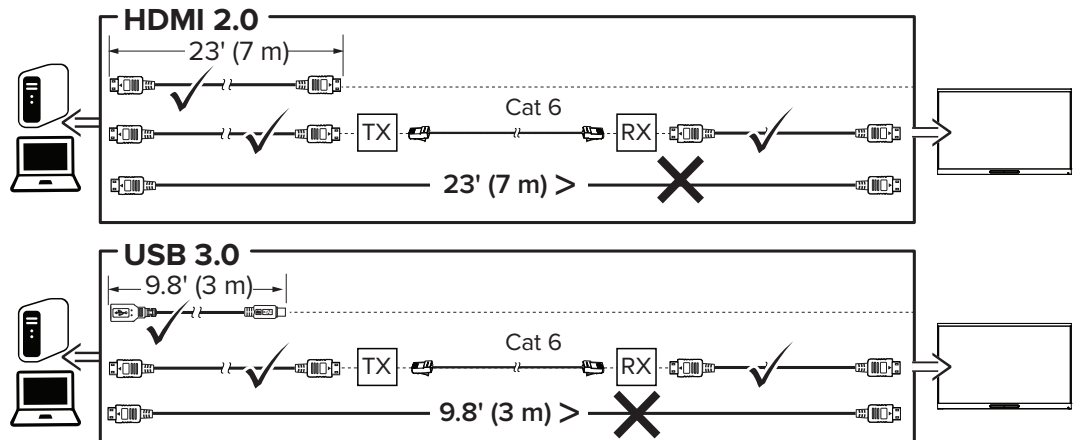 HDMI 2.0
23' (7 m)
Cat 6
TX
RX
23' (7 m) >
USB 3.0
9.8' (3 m)
Cat 6
TX
RX
9.8' (3 m) >